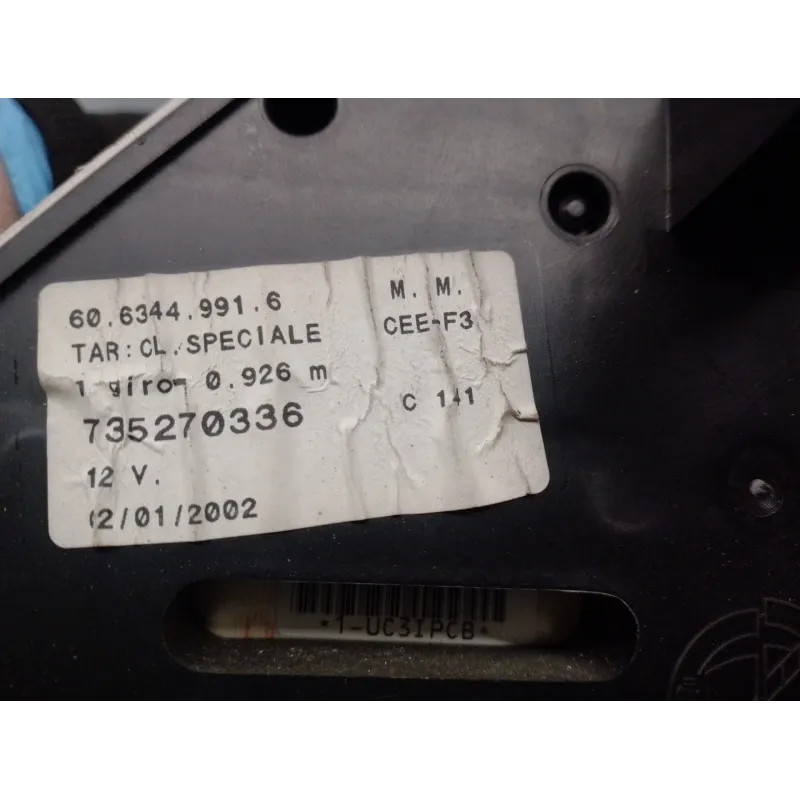 60.6344.991.6
M. M.
TAR: CL. SPECIALE
CEE-F3
1 giro= 0.926 m
735270336
C 141
12 V.
02/01/2002
*1-UC3IPCB*